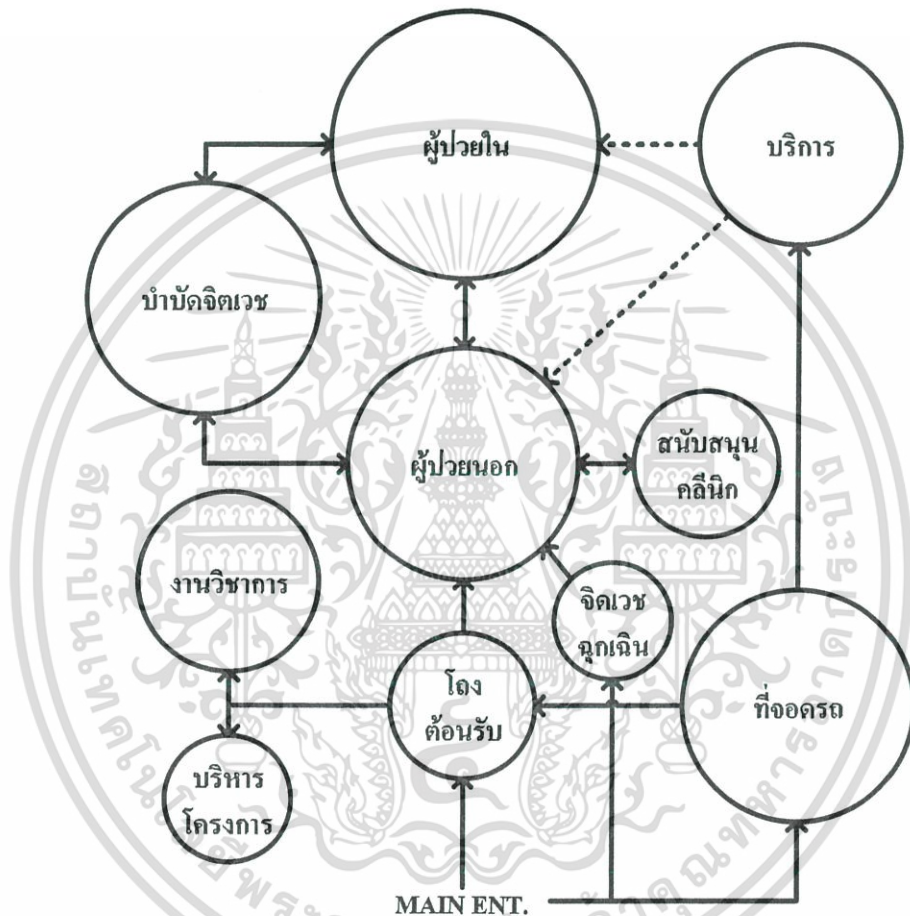 ผู้ป่วยใน
บริการ
บำบัดจิตเวช
ผู้ป่วยนอก
สนับสนุน
คลีนิก
งานวิชาการ
จิตเวช
ฉุกเฉิน
โถง
ต้อนรับ
ที่จอดรถ
บริหาร
โครงการ
MAIN ENT.